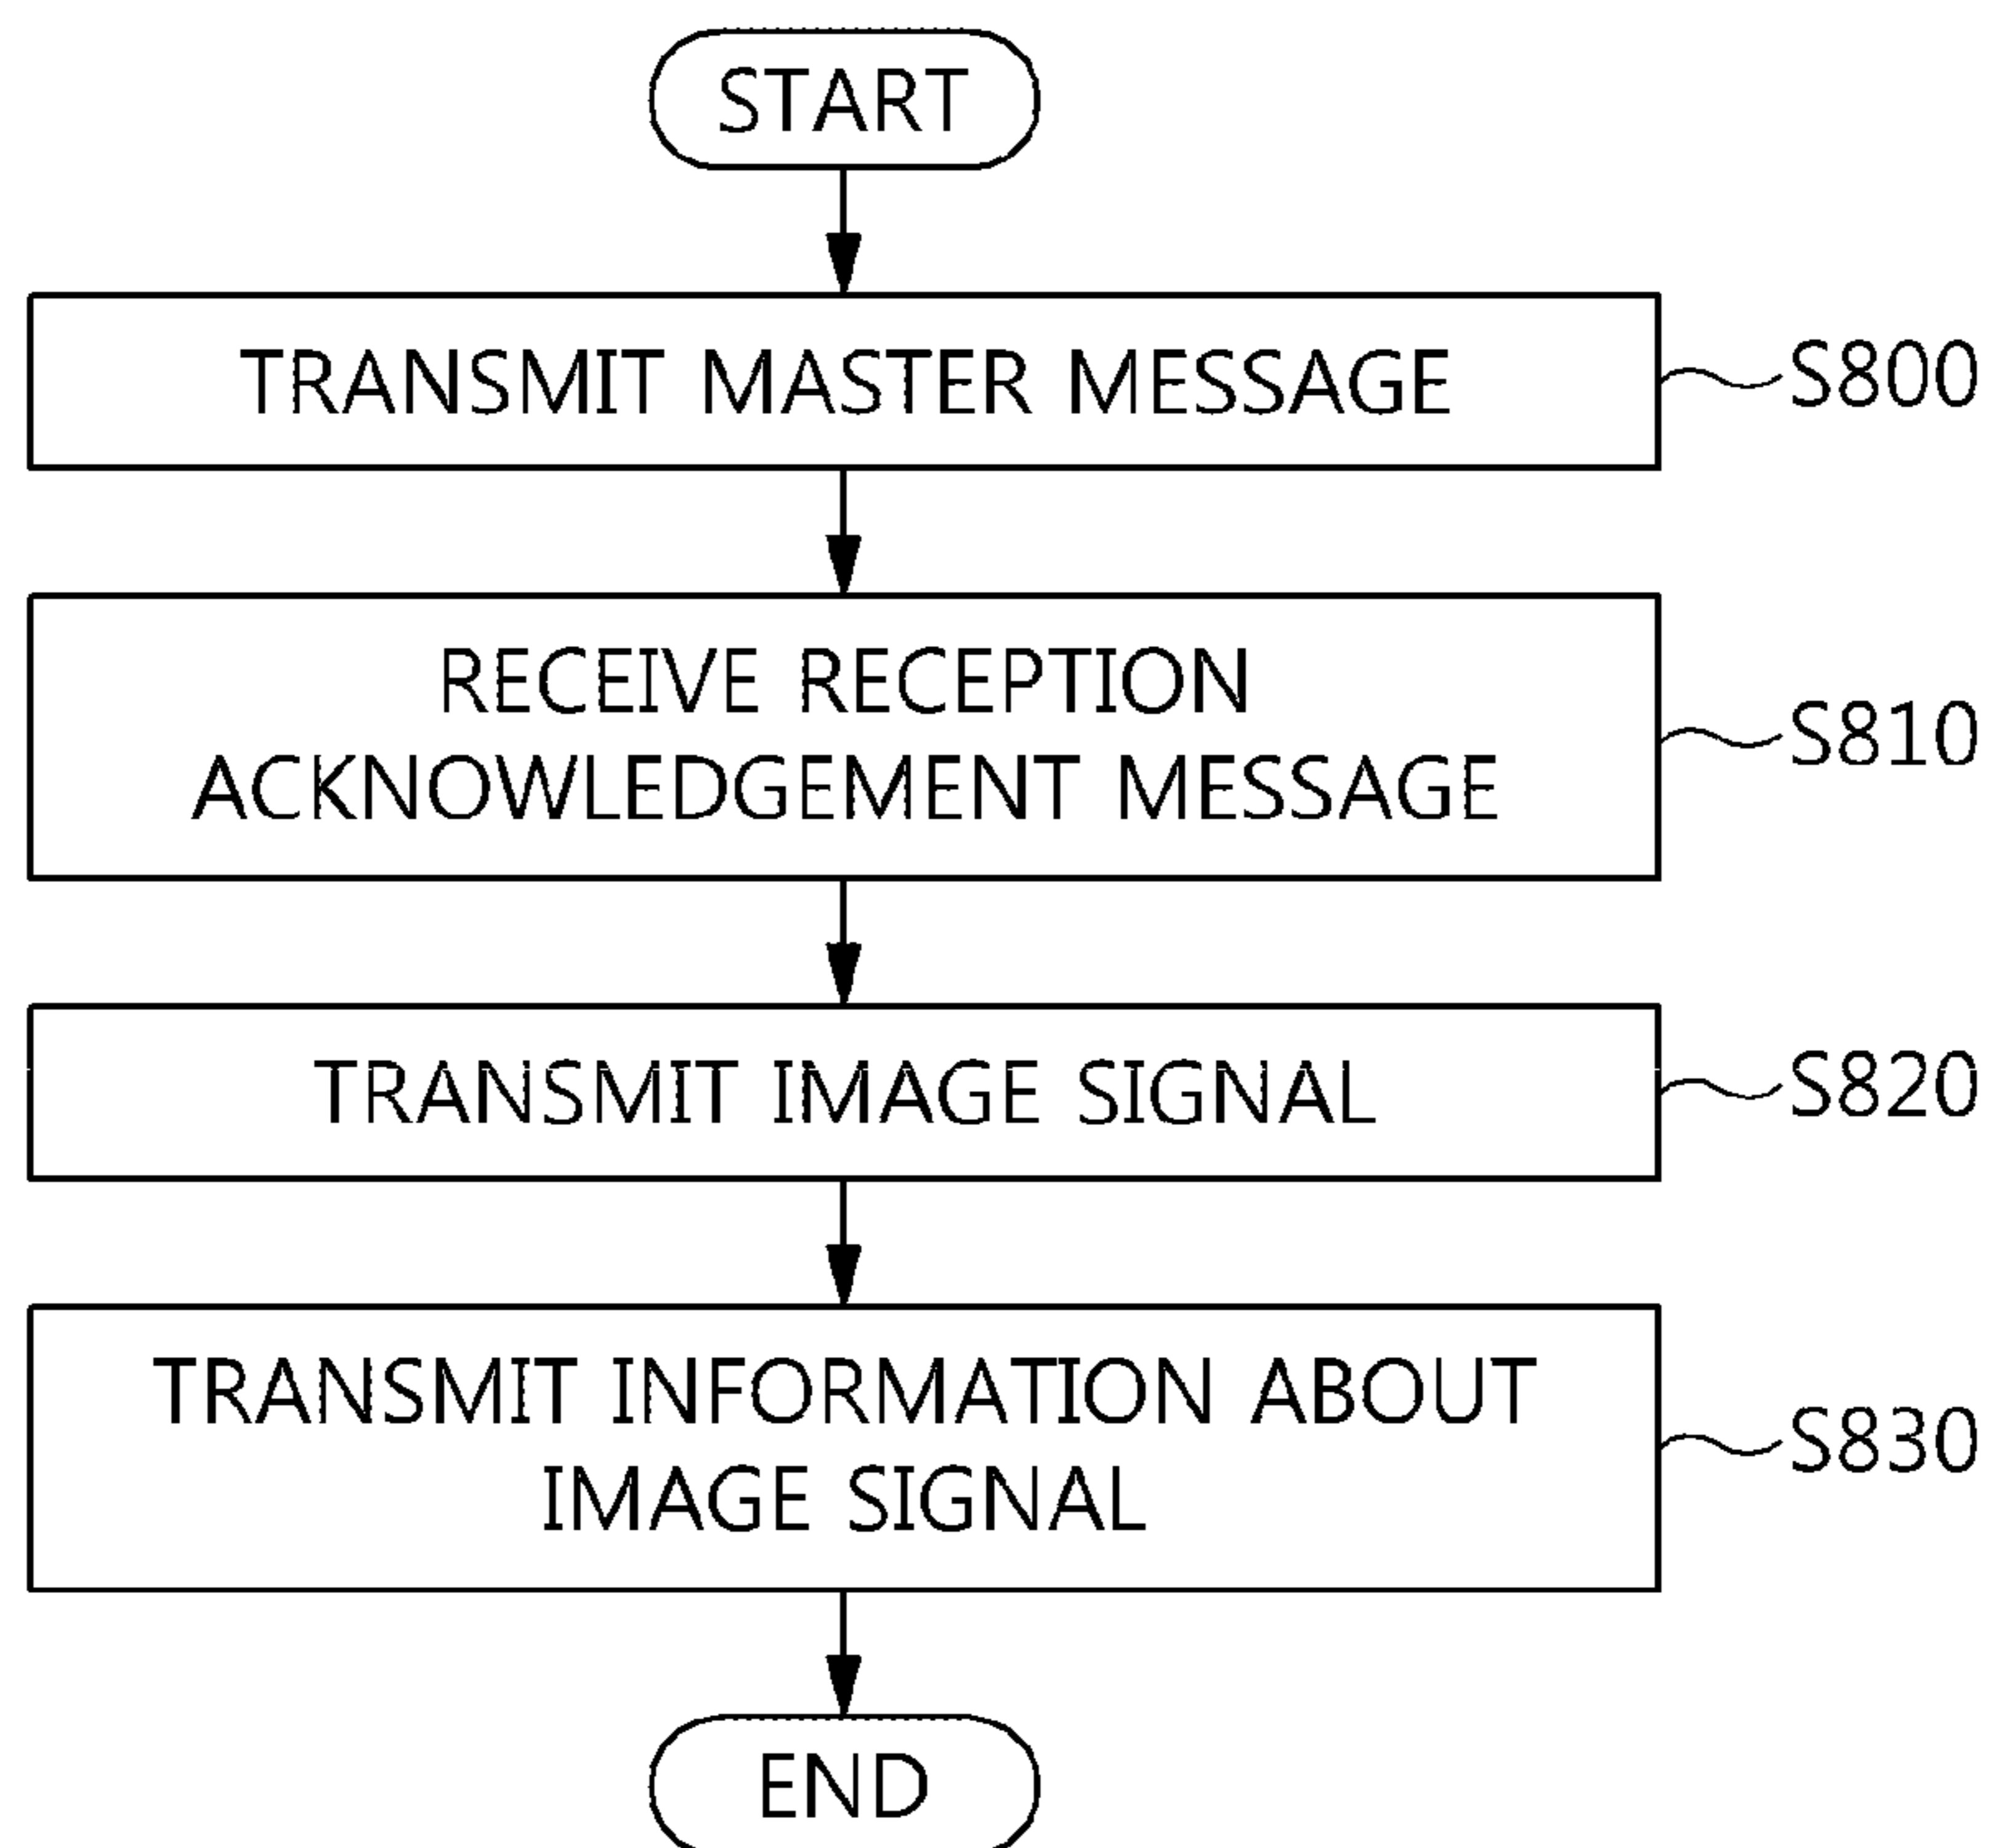 START
TRANSMIT MASTER MESSAGE
S800
RECEIVE RECEPTION
ACKNOWLEDGEMENT MESSAGE
S810
TRANSMIT IMAGE SIGNAL
S820
TRANSMIT INFORMATION ABOUT
IMAGE SIGNAL
S830
END